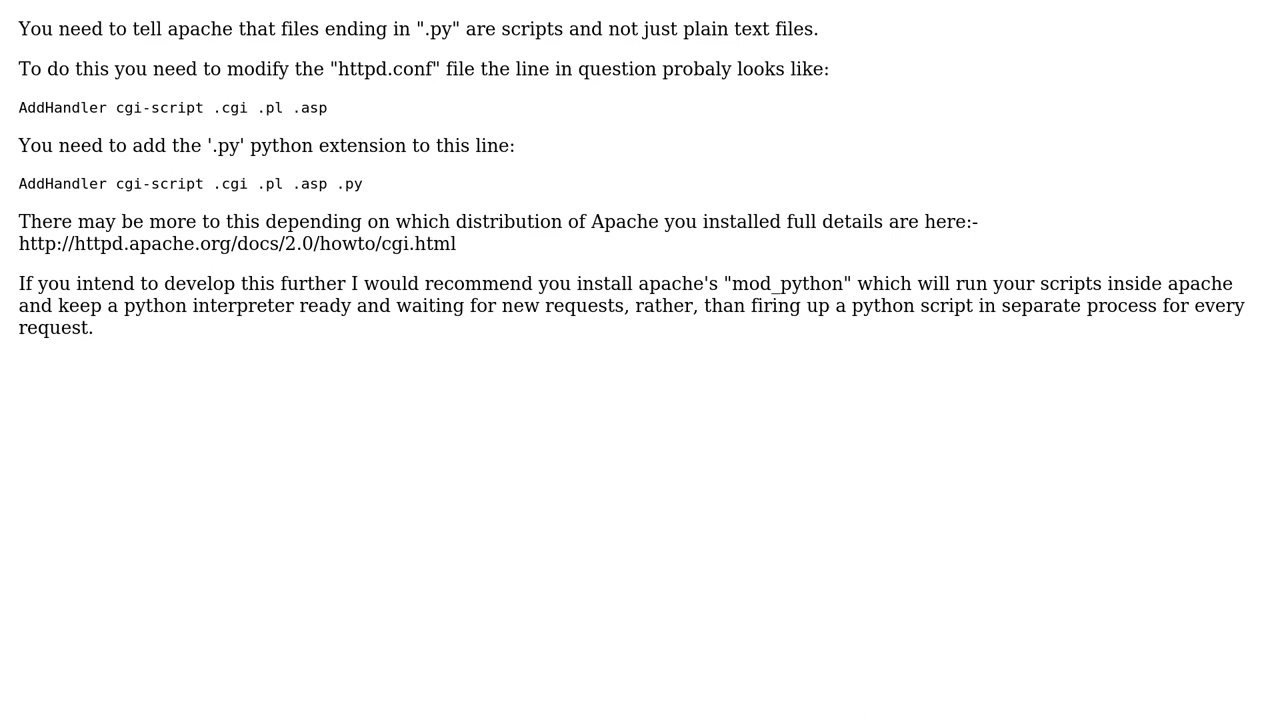 You need to tell apache that files ending in ".py" are scripts and not just plain text files.
To do this you need to modify the "httpd.conf" file the line in question probaly looks like:
AddHandler cgi-script .cgi .pl .asp
You need to add the '.py' python extension to this line:
AddHandler cgi-script .cgi .pl .asp .py
There may be more to this depending on which distribution of Apache you installed full details are here:-
http://httpd.apache.org/docs/2.0/howto/cgi.html
If you intend to develop this further I would recommend you install apache's "mod_python" which will run your scripts inside apache
and keep a python interpreter ready and waiting for new requests, rather, than firing up a python script in separate process for every
request.